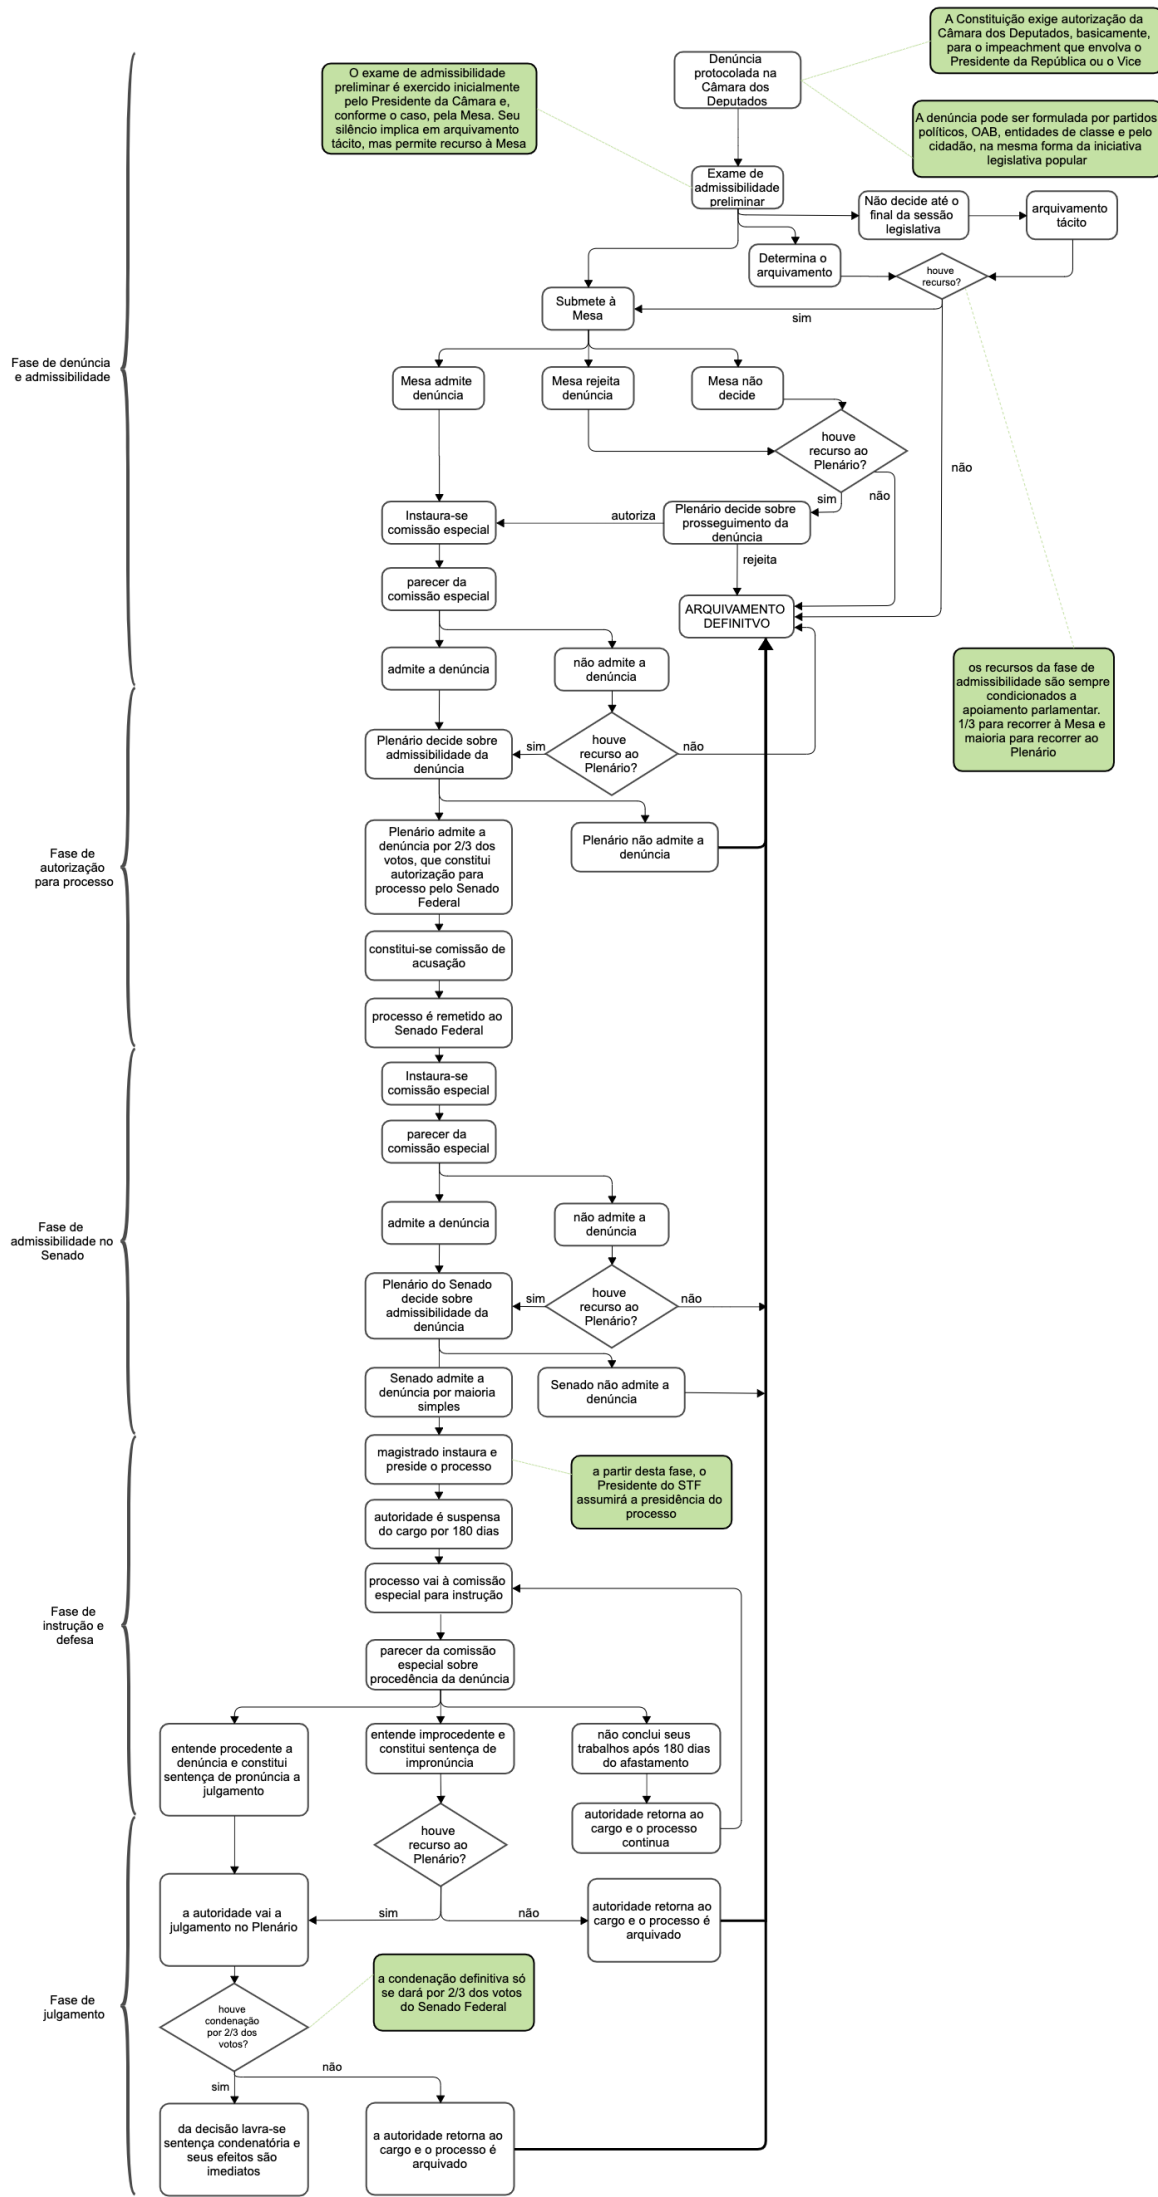 A Constituição exige autorização da
Câmara dos Deputados, basicamente,
para o impeachment que envolva o
Presidente da República ou o Vice
Denúncia
protocolada na
Câmara dos
Deputados
O exame de admissibilidade
preliminar é exercido inicialmente
pelo Presidente da Câmara e,
conforme o caso, pela Mesa. Seu
silêncio implica em arquivamento
tácito, mas permite recurso à Mesa
A denúncia pode ser formulada por partidos
políticos, OAB, entidades de classe e pelo
cidadão, na mesma forma da iniciativa
legislativa popular
Exame de
admissibilidade
preliminar
Não decide até o
final da sessão
legislativa
arquivamento
tácito
Determina o
arquivamento
houve
recurso?
Submete à
Mesa
sim
Fase de denúncia
e admissibilidade
Mesa admite
denúncia
Mesa rejeita
denúncia
Mesa não
decide
houve
recurso ao
Plenário?
não
sim
não
Instaura-se
comissão especial
autoriza
Plenário decide sobre
prosseguimento da
denúncia
rejeita
parecer da
comissão especial
ARQUIVAMENTO
DEFINITVO
admite a denúncia
não admite a
denúncia
os recursos da fase de
admissibilidade são sempre
condicionados a
apoiamento parlamentar.
1/3 para recorrer à Mesa e
maioria para recorrer ao
Plenário
Plenário decide sobre
admissibilidade da
denúncia
sim
houve
recurso ao
Plenário?
não
Fase de
autorização
para processo
Plenário admite a
denúncia por 2/3 dos
votos, que constitui
autorização para
processo pelo Senado
Federal
Plenário não admite a
denúncia
constitui-se comissão de
acusação
processo é remetido ao
Senado Federal
Instaura-se
comissão especial
parecer da
comissão especial
Fase de
admissibilidade no
Senado
admite a denúncia
não admite a
denúncia
Plenário do Senado
decide sobre
admissibilidade da
denúncia
sim
houve
recurso ao
Plenário?
não
Senado admite a
denúncia por maioria
simples
Senado não admite a
denúncia
magistrado instaura e
preside o processo
a partir desta fase, o
Presidente do STF
assumirá a presidência do
processo
autoridade é suspensa
do cargo por 180 dias
processo vai à comissão
especial para instrução
Fase de
instrução e
defesa
parecer da comissão
especial sobre
procedência da denúncia
entende procedente a
denúncia e constitui
sentença de pronúncia a
julgamento
entende improcedente e
constitui sentença de
impronúncia
não conclui seus
trabalhos após 180 dias
do afastamento
autoridade retorna ao
cargo e o processo
continua
houve
recurso ao
Plenário?
a autoridade vai a
julgamento no Plenário
sim
não
autoridade retorna ao
cargo e o processo é
arquivado
Fase de
julgamento
a condenação definitiva só
se dará por 2/3 dos votos
do Senado Federal
houve
condenação
por 2/3 dos
votos?
não
sim
da decisão lavra-se
sentença condenatória e
seus efeitos são
imediatos
a autoridade retorna ao
cargo e o processo é
arquivado